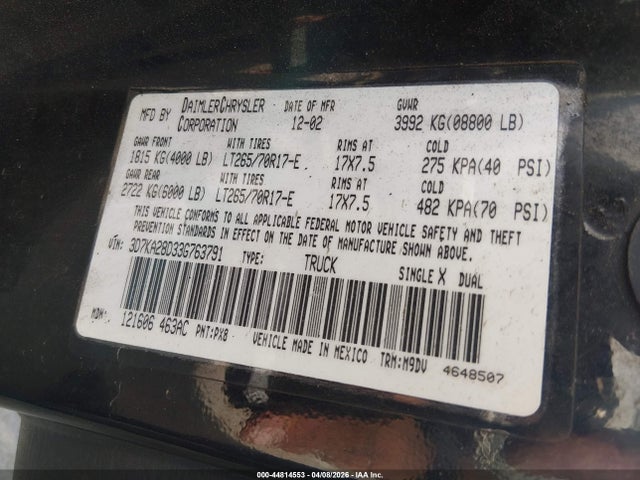 MFD BY DAIMLERCHRYSLER CORPORATION DATE OF MFR 12-02 GVWR 3992 KG(08800 LB)
GAWR FRONT WITH TIRES RIMS AT COLD
1815 KG(4000 LB) LT265/70R17-E 17X7.5 275 KPA(40 PSI)
GAWR REAR WITH TIRES RIMS AT COLD
2722 KG(6000 LB) LT265/70R17-E 17X7.5 482 KPA(70 PSI)
THIS VEHICLE CONFORMS TO ALL APPLICABLE FEDERAL MOTOR VEHICLE SAFETY AND THEFT
PREVENTION STANDARDS IN EFFECT ON THE DATE OF MANUFACTURE SHOWN ABOVE.
VIN: 3D7KA28D33G763791 TYPE: TRUCK SINGLE X DUAL
MDH: 121606 463AC PNT:PX8 VEHICLE MADE IN MEXICO TRM:M9DV 4648507
000-44814553 - 04/08/2026 - IAA Inc.